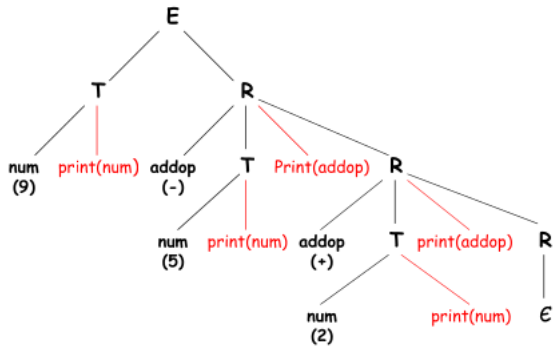 E
T R
num print(num) addop T Print(addop) R
(9) (-)
num print(num) addop T print(addop) R
(5) (+)
num print(num) ϵ
(2)